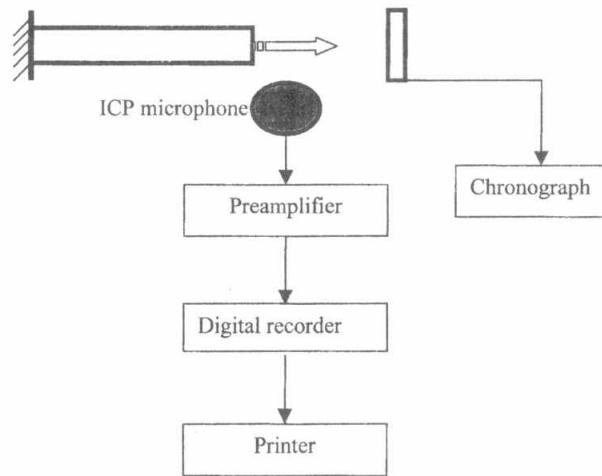 ICP microphone
Chronograph
Preamplifier
Digital recorder
Printer